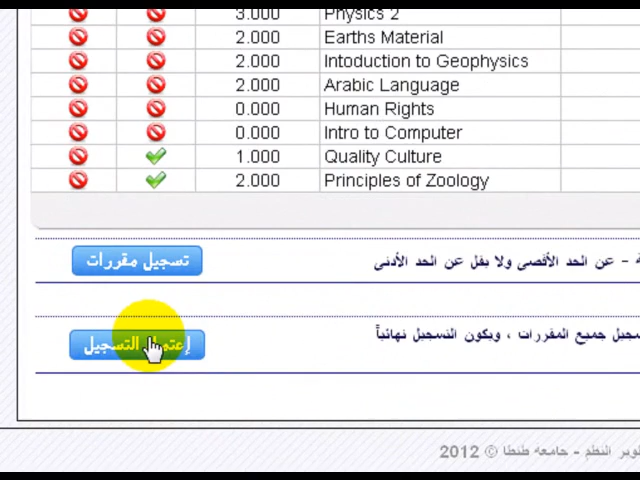 3.000 Physics 2
2.000 Earths Material
2.000 Intoduction to Geophysics
2.000 Arabic Language
0.000 Human Rights
0.000 Intro to Computer
1.000 Quality Culture
2.000 Principles of Zoology
عن الحد الأقصى ولا يقل عن الحد الأدنى
تسجيل مقررات
جميع المقررات ، ويكون التسجيل نهائياً
إعتماد التسجيل
النظم - جامعه طنطا © 2012